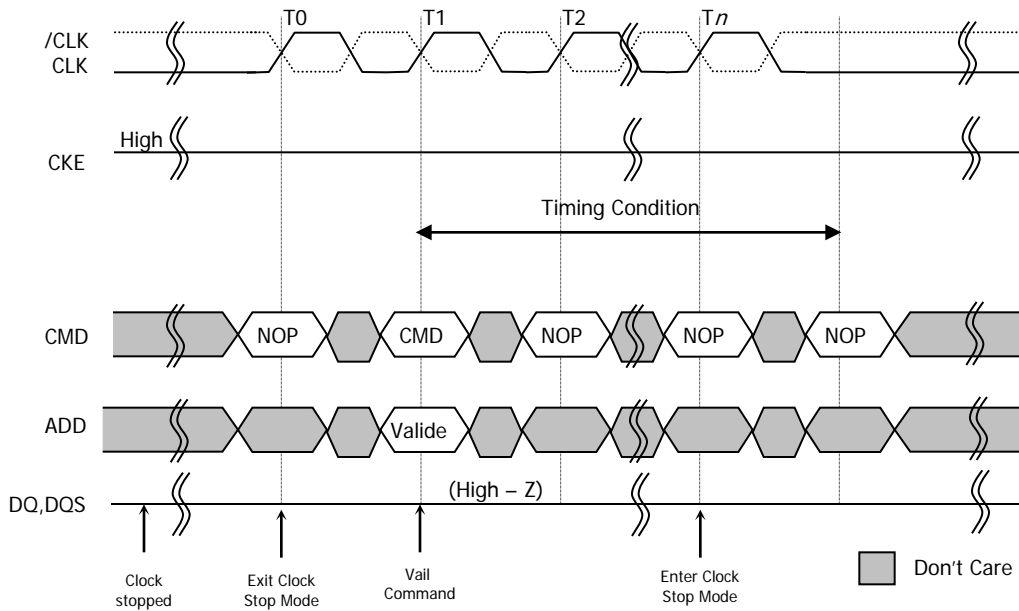 T0 T1 T2 Tn
/CLK
CLK
High
CKE
Timing Condition
CMD NOP CMD NOP NOP NOP
ADD Valide
(High – Z)
DQ,DQS
Clock
stopped
Exit Clock
Stop Mode
Vail
Command
Enter Clock
Stop Mode
Don't Care